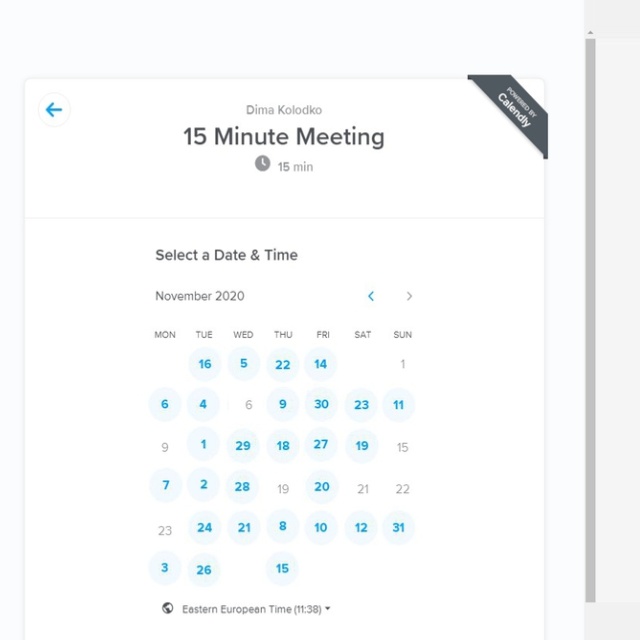 POWERED BY
Calendly
Dima Kolodko
15 Minute Meeting
15 min
Select a Date & Time
November 2020
MON TUE WED THU FRI SAT SUN
16 5 22 14 1
6 4 6 9 30 23 11
9 1 29 18 27 19 15
7 2 28 19 20 21 22
23 24 21 8 10 12 31
3 26 15
Eastern European Time (11:38)